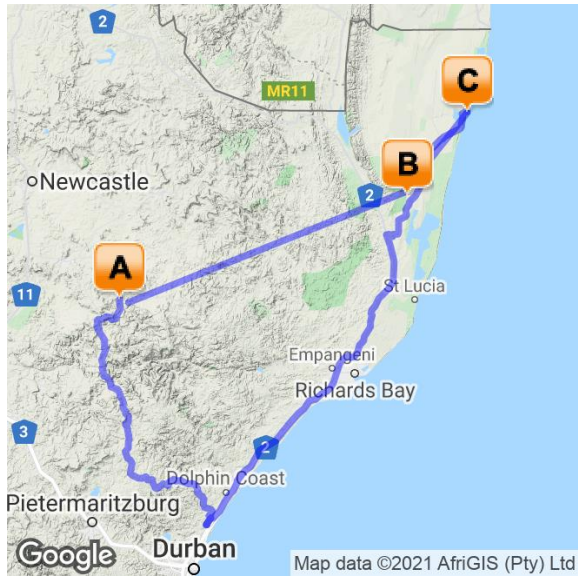 2
MR11
C
B
2
Newcastle
A
11
St Lucia
Empangeni
Richards Bay
3
2
Dolphin Coast
Pietermaritzburg
Google
Durban
Map data ©2021 AfriGIS (Pty) Ltd